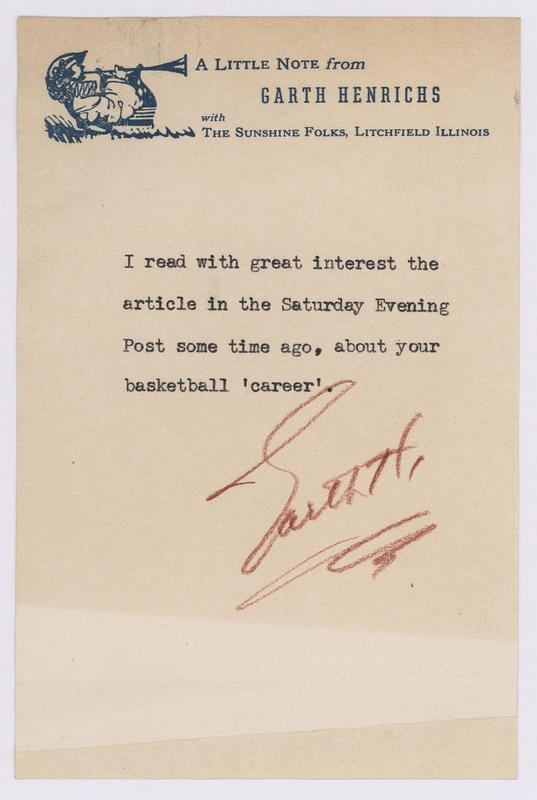 A LITTLE NOTE from
GARTH HENRICHS
with
THE SUNSHINE FOLKS, LITCHFIELD ILLINOIS
I read with great interest the
article in the Saturday Evening
Post some time ago, about your
basketball 'career'.
Garth H.